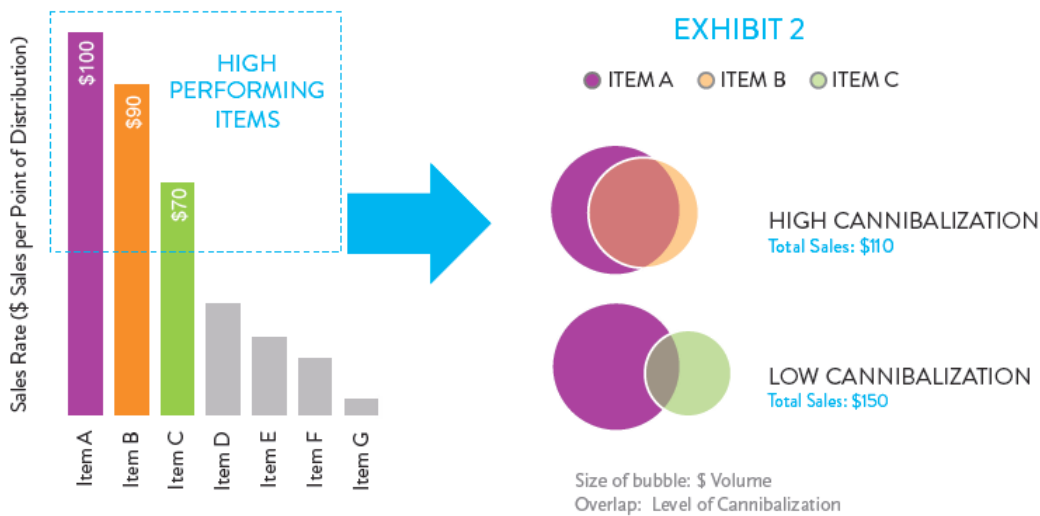 Sales Rate ($ Sales per Point of Distribution)
$100
$90
$70
HIGH
PERFORMING
ITEMS
Item A
Item B
Item C
Item D
Item E
Item F
Item G
EXHIBIT 2
ITEM A
ITEM B
ITEM C
HIGH CANNIBALIZATION
Total Sales: $110
LOW CANNIBALIZATION
Total Sales: $150
Size of bubble: $ Volume
Overlap: Level of Cannibalization